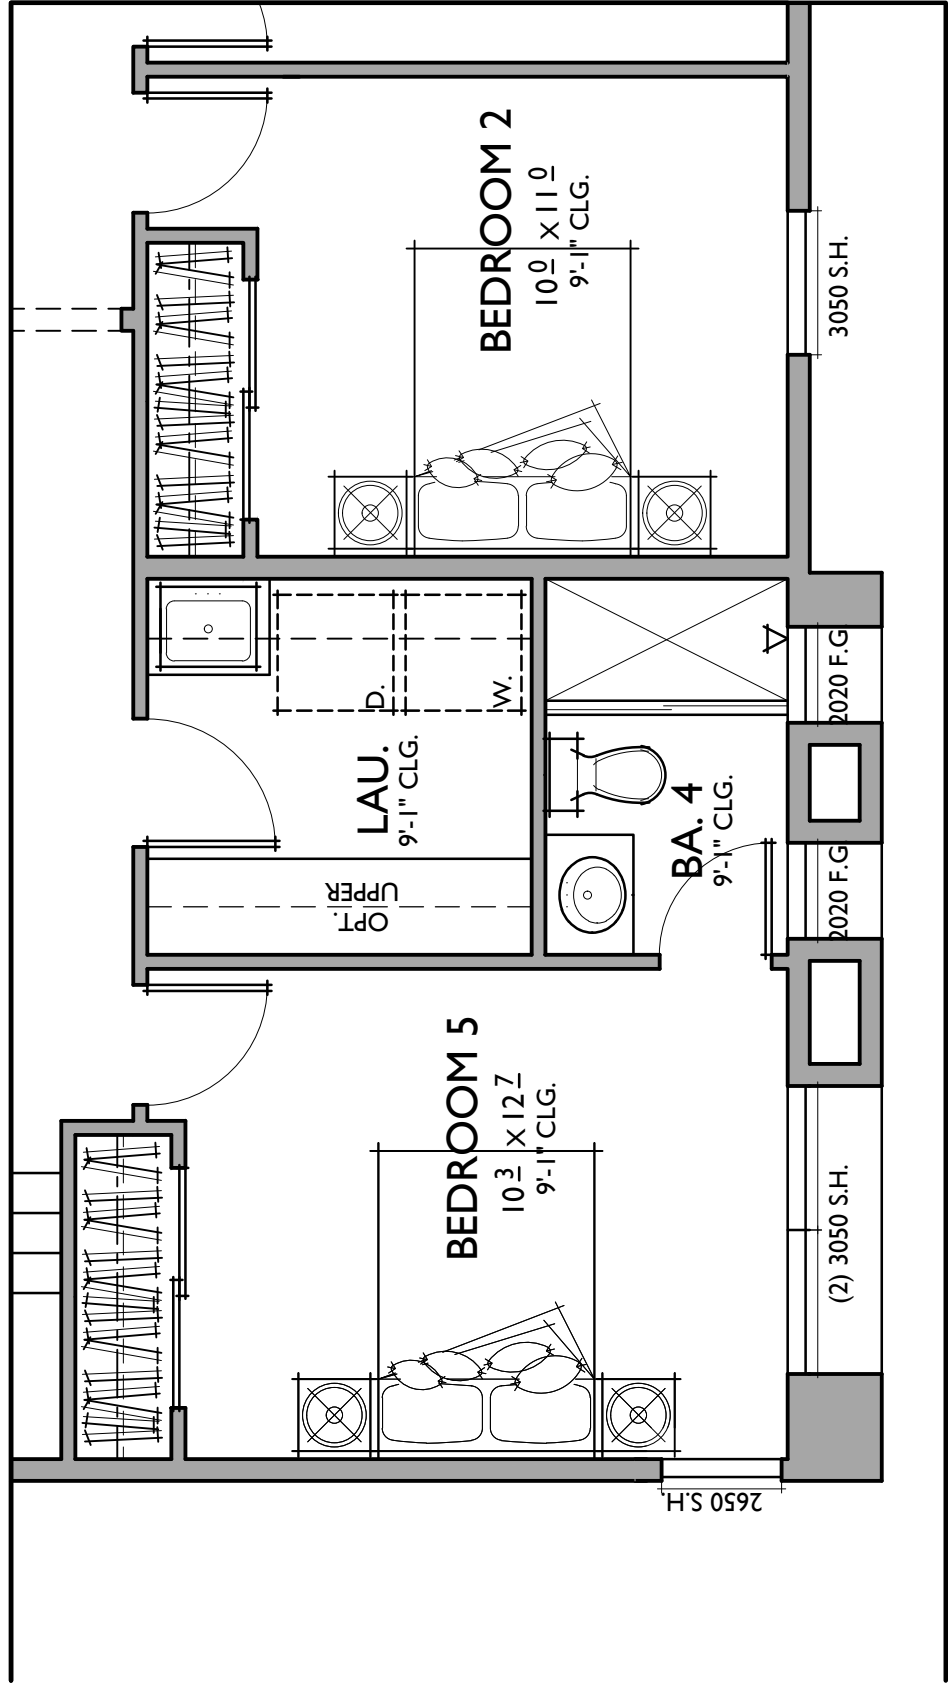 BEDROOM 2
10⁰ X 11⁰
9'-1" CLG.
3050 S.H.
D.
W.
LAU.
9'-1" CLG.
OPT.
UPPER
BA. 4
9'-1" CLG.
2020 F.G
2020 F.G
BEDROOM 5
10³ X 12⁷
9'-1" CLG.
(2) 3050 S.H.
2650 S.H.